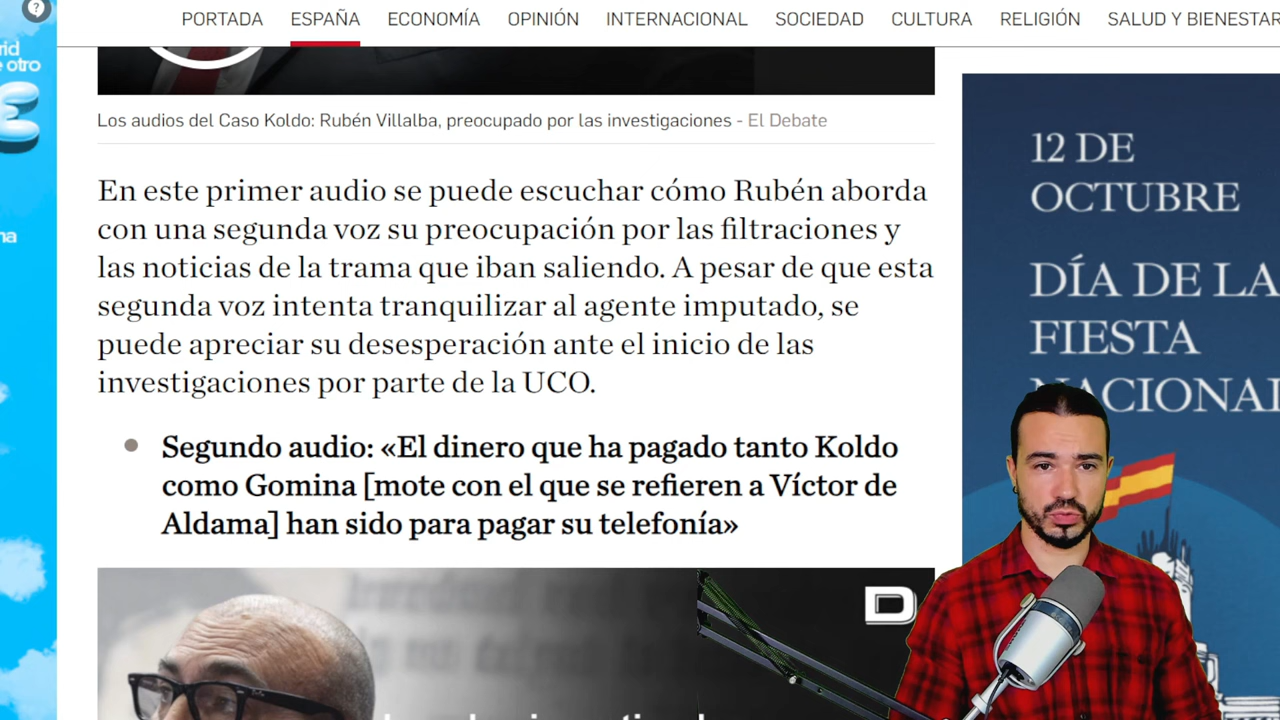 PORTADA ESPAÑA ECONOMÍA OPINIÓN INTERNACIONAL SOCIEDAD CULTURA RELIGIÓN SALUD Y BIENESTAR
?
otro
Los audios del Caso Koldo: Rubén Villalba, preocupado por las investigaciones - El Debate
En este primer audio se puede escuchar cómo Rubén aborda
con una segunda voz su preocupación por las filtraciones y
las noticias de la trama que iban saliendo. A pesar de que esta
segunda voz intenta tranquilizar al agente imputado, se
puede apreciar su desesperación ante el inicio de las
investigaciones por parte de la UCO.
Segundo audio: «El dinero que ha pagado tanto Koldo
como Gomina [mote con el que se refieren a Víctor de
Aldama] han sido para pagar su telefonía»
D
12 DE
OCTUBRE
DÍA DE LA
FIESTA
NACIONAL